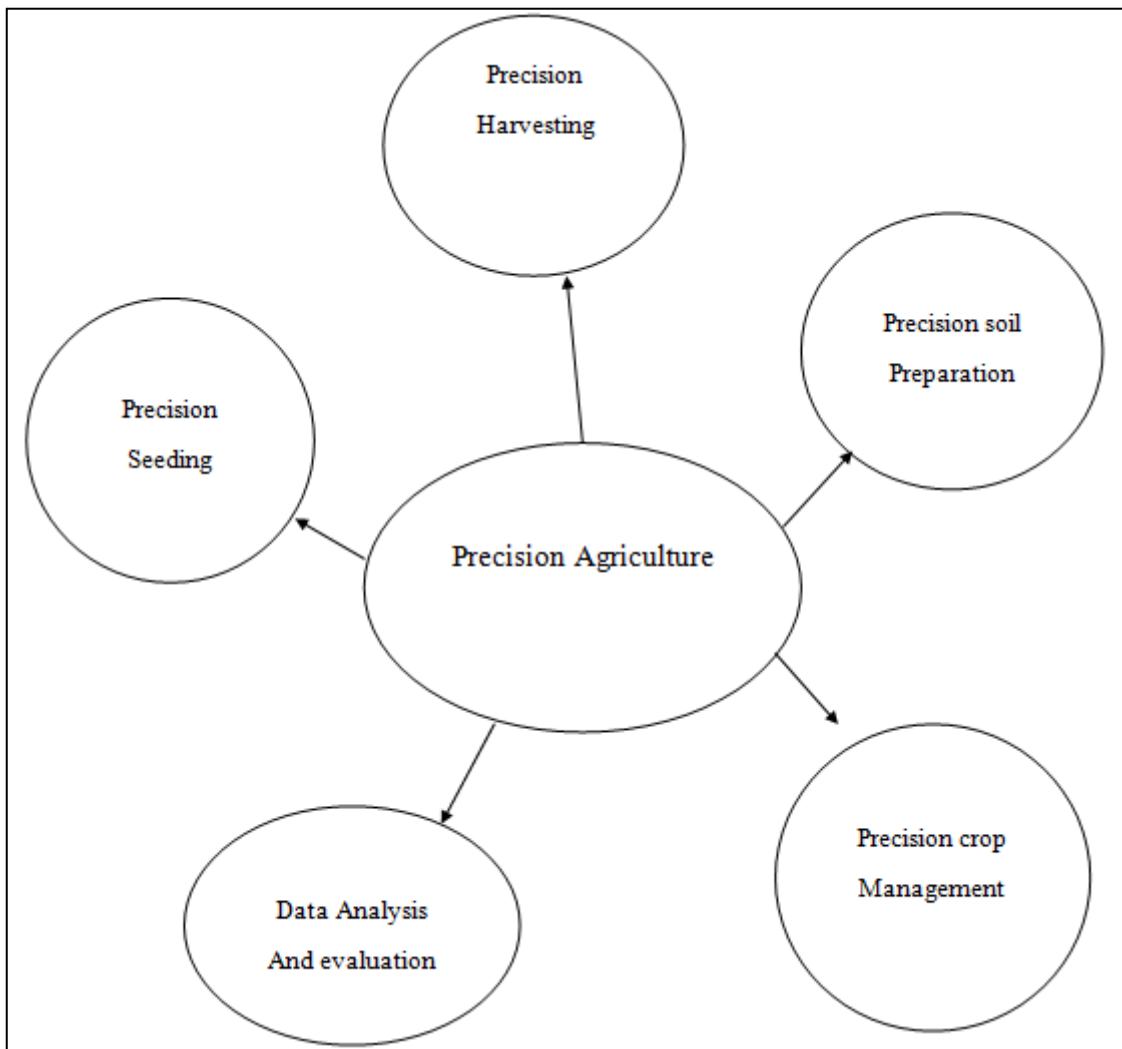 Precision
Harvesting
Precision soil
Preparation
Precision
Seeding
Precision Agriculture
Precision crop
Management
Data Analysis
And evaluation